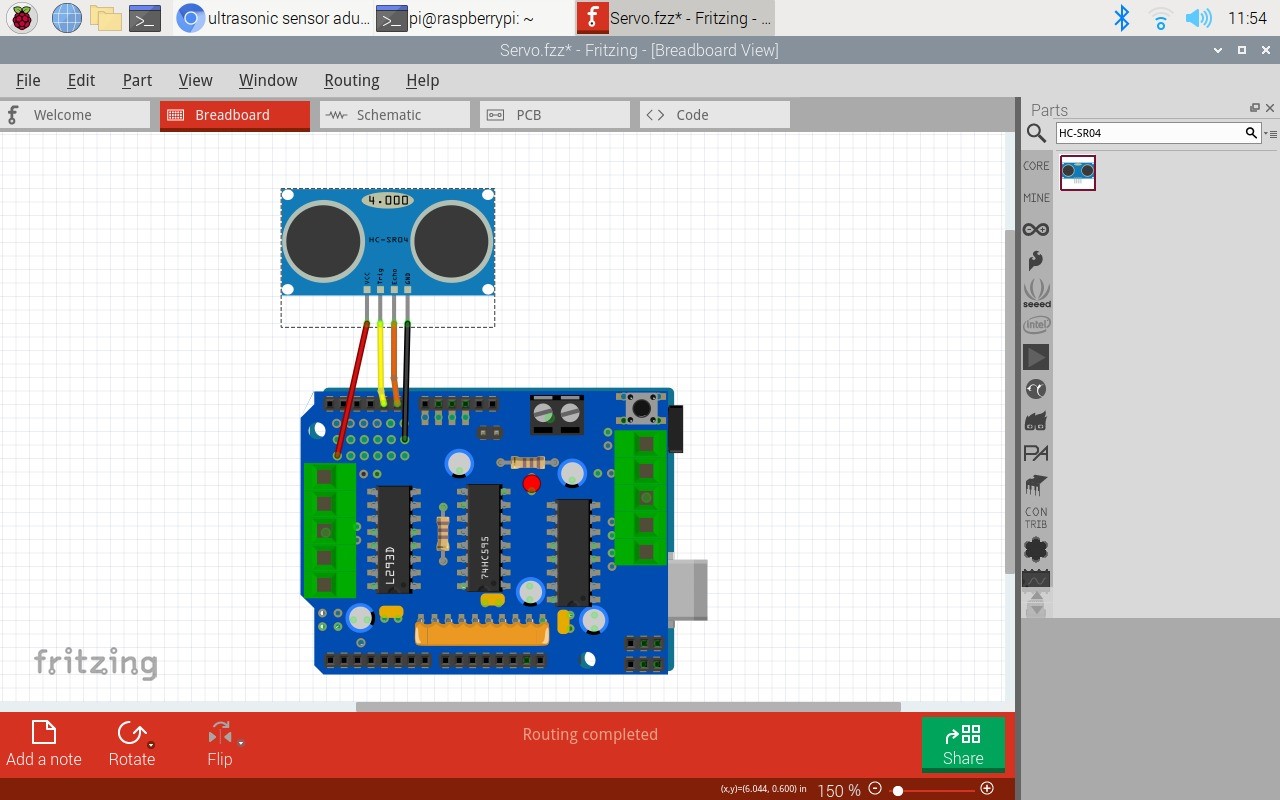 ultrasonic sensor adu...
pi@raspberrypi: ~
Servo.fzz* - Fritzing - ...
11:54
Servo.fzz* - Fritzing - [Breadboard View]
File Edit Part View Window Routing Help
Welcome
Breadboard
Schematic
PCB
Code
Parts
HC-SR04
CORE
MINE
seeed
intel
PA
CON
TRIB
4.000
HC-SR04
VCC
Trig
Echo
GND
L293D
74HC595
fritzing
Add a note
Rotate
Flip
Routing completed
Share
(x,y)=(6.044, 0.600) in
150 %